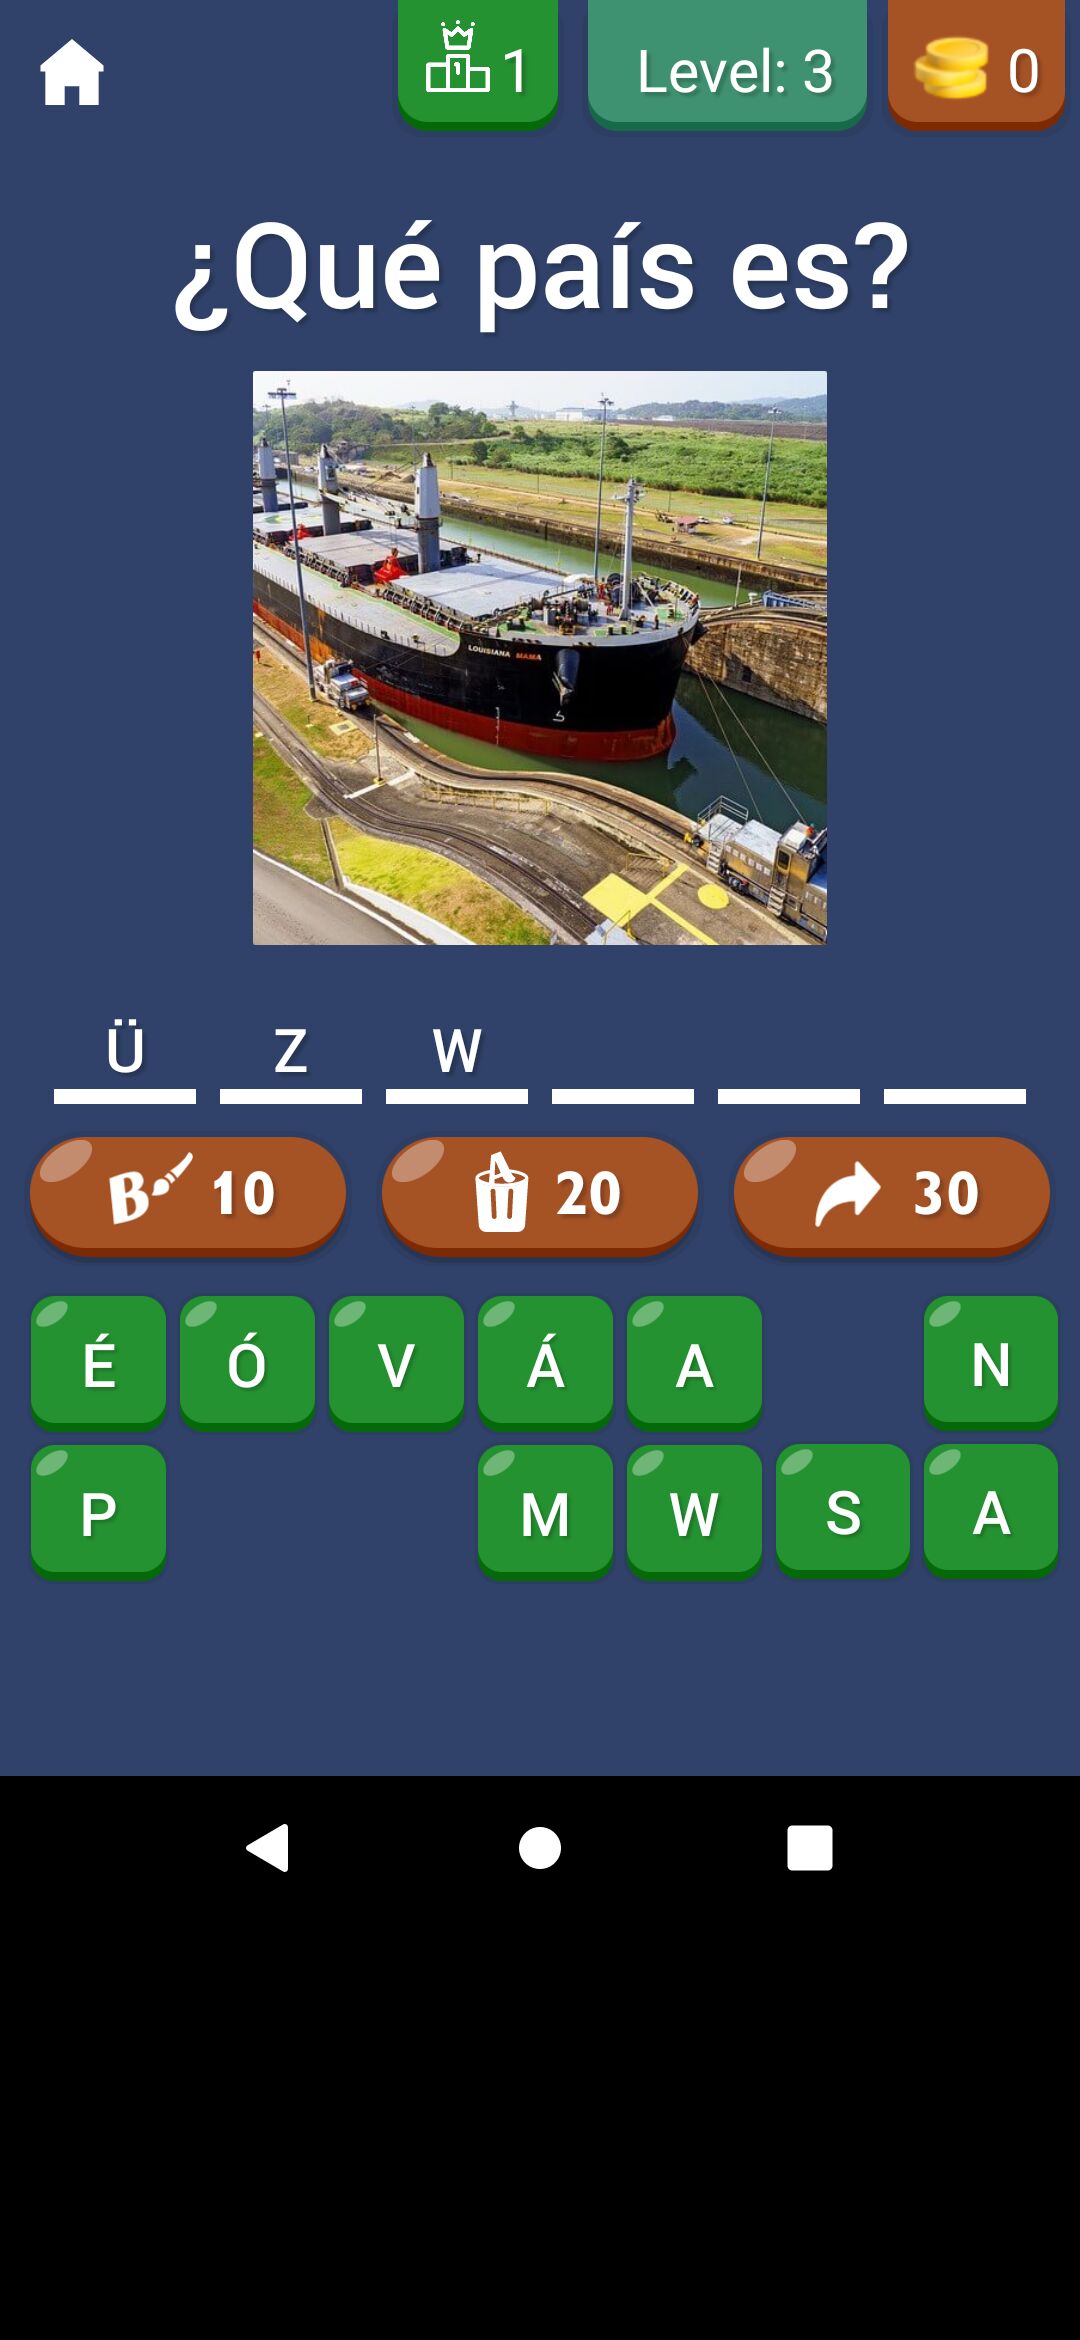 1 Level: 3 0
¿Qué país es?
LOUISIANA MAMA
Ü Z W
B 10 20 30
É Ó V Á A N
P M W S A